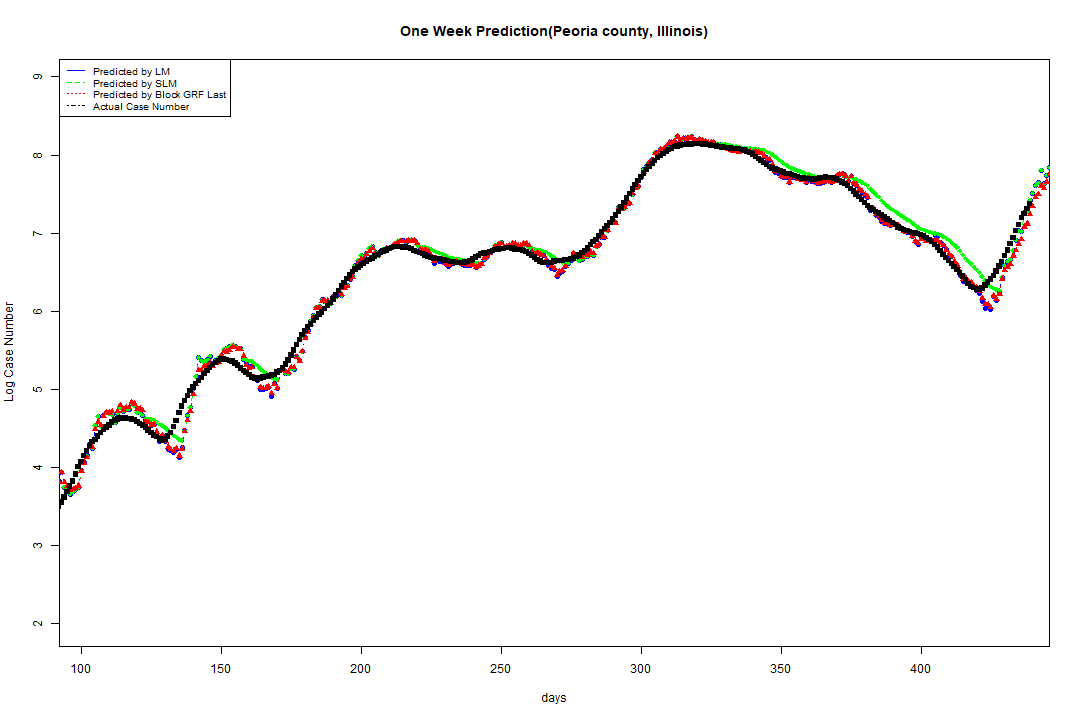 One Week Prediction(Peoria county, Illinois)
Predicted by LM
Predicted by SLM
Predicted by Block GRF Last
Actual Case Number
9
8
7
6
5
4
3
2
Log Case Number
100 150 200 250 300 350 400
days